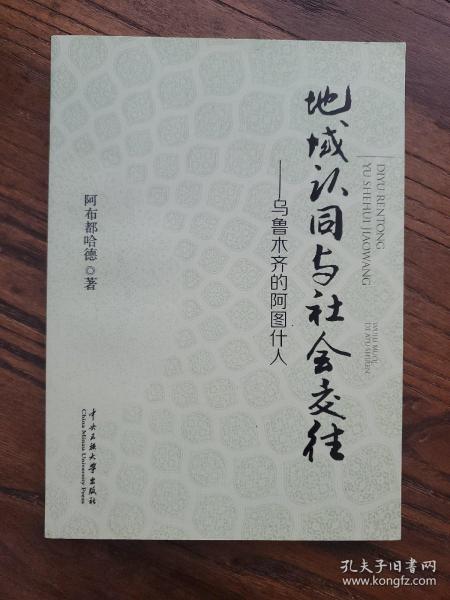 地域认同与社会交往
——乌鲁木齐的阿图什人
DIYU RENTONG
YU SHEHUI JIAOWANG
阿布都哈德◎著
中央民族大学出版社
China Minzu University Press
孔夫子旧书网
www.kongfz.com